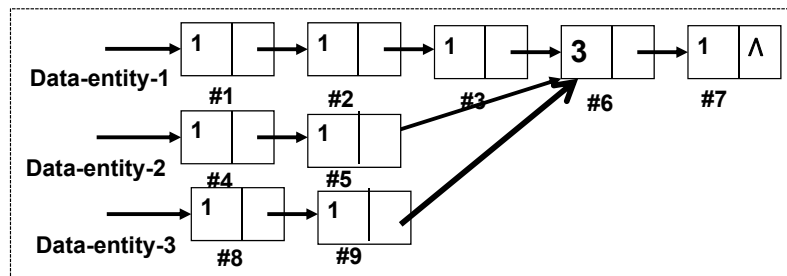 1 1 1 3 1 ʌ
Data-entity-1
#1 #2 #3 #6 #7
1 1
Data-entity-2
#4 #5
1 1
Data-entity-3
#8 #9